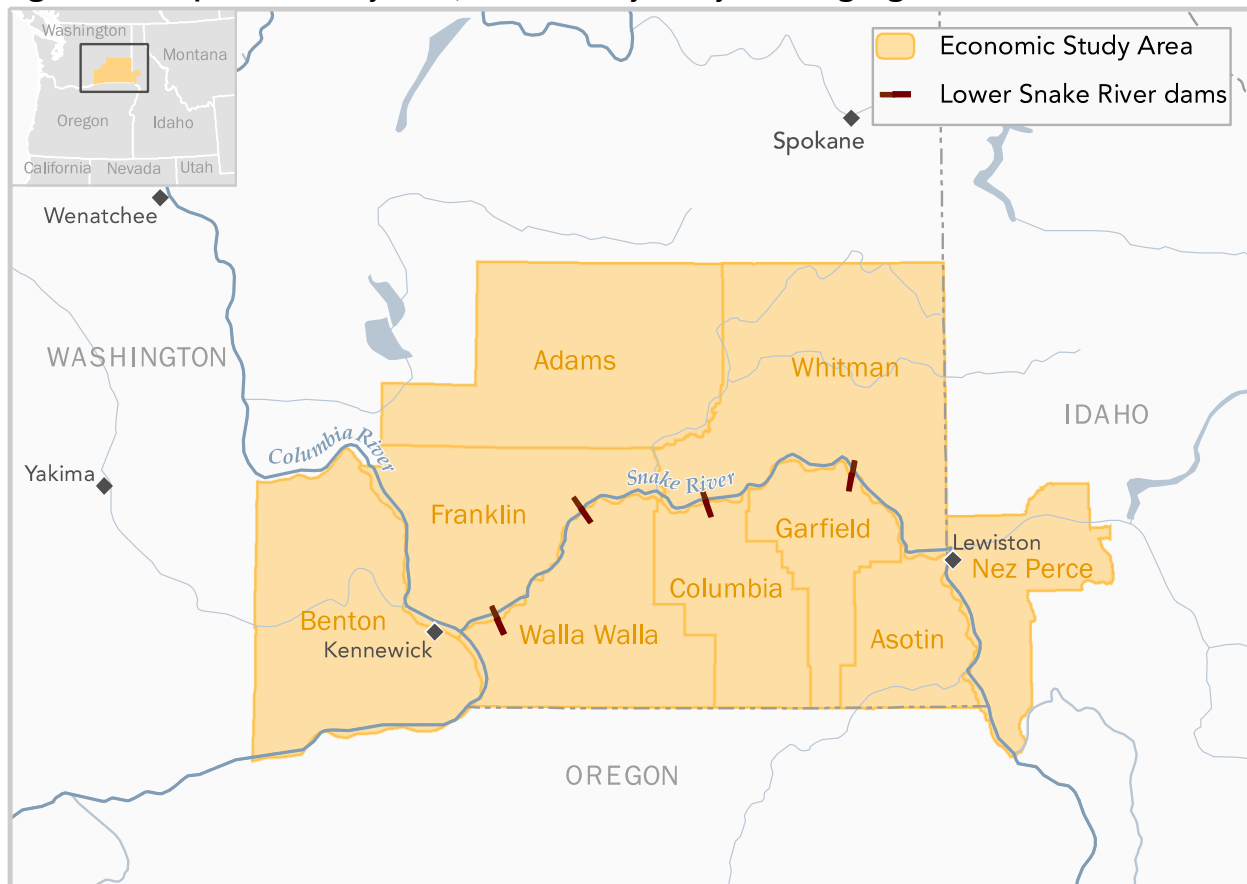 Washington
Montana
Oregon
Idaho
California
Nevada
Utah
Economic Study Area
Lower Snake River dams
Spokane
Wenatchee
WASHINGTON
Adams
Whitman
IDAHO
Columbia River
Yakima
Snake River
Franklin
Garfield
Lewiston
Nez Perce
Columbia
Benton
Kennewick
Walla Walla
Asotin
OREGON